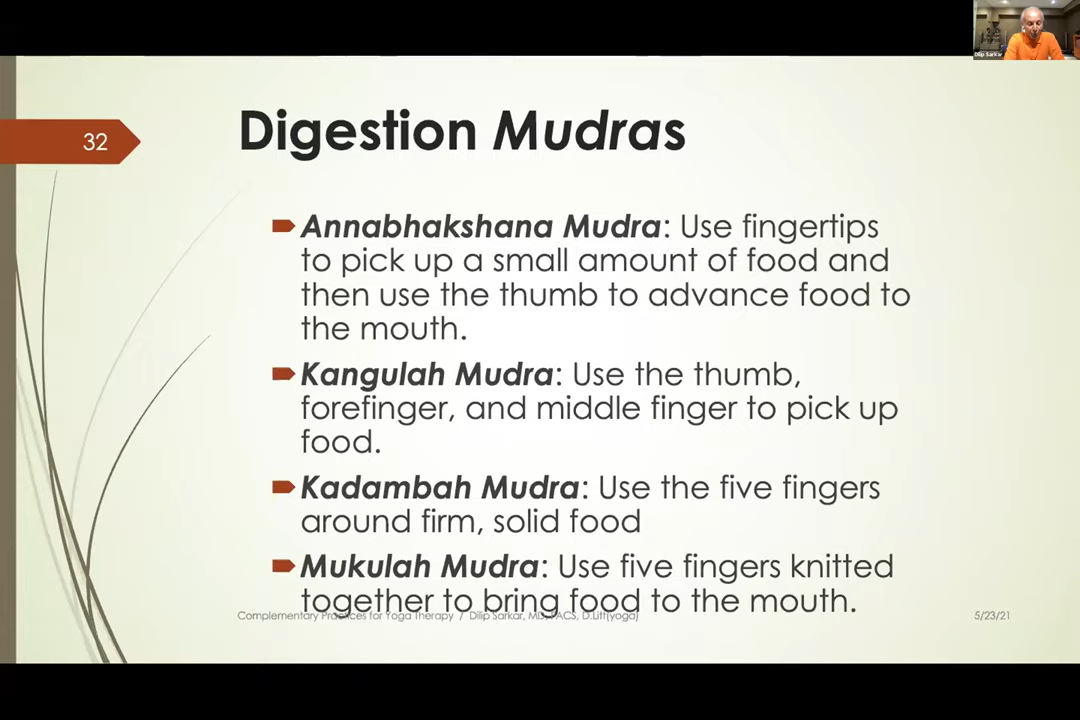 Dilip Sarkar
32
Digestion Mudras
Annabhakshana Mudra: Use fingertips
to pick up a small amount of food and
then use the thumb to advance food to
the mouth.
Kangulah Mudra: Use the thumb,
forefinger, and middle finger to pick up
food.
Kadambah Mudra: Use the five fingers
around firm, solid food
Mukulah Mudra: Use five fingers knitted
together to bring food to the mouth.
Complementary Practices for Yoga Therapy / Dilip Sarkar, MD, FACS, D.Litt(yoga)
5/23/21